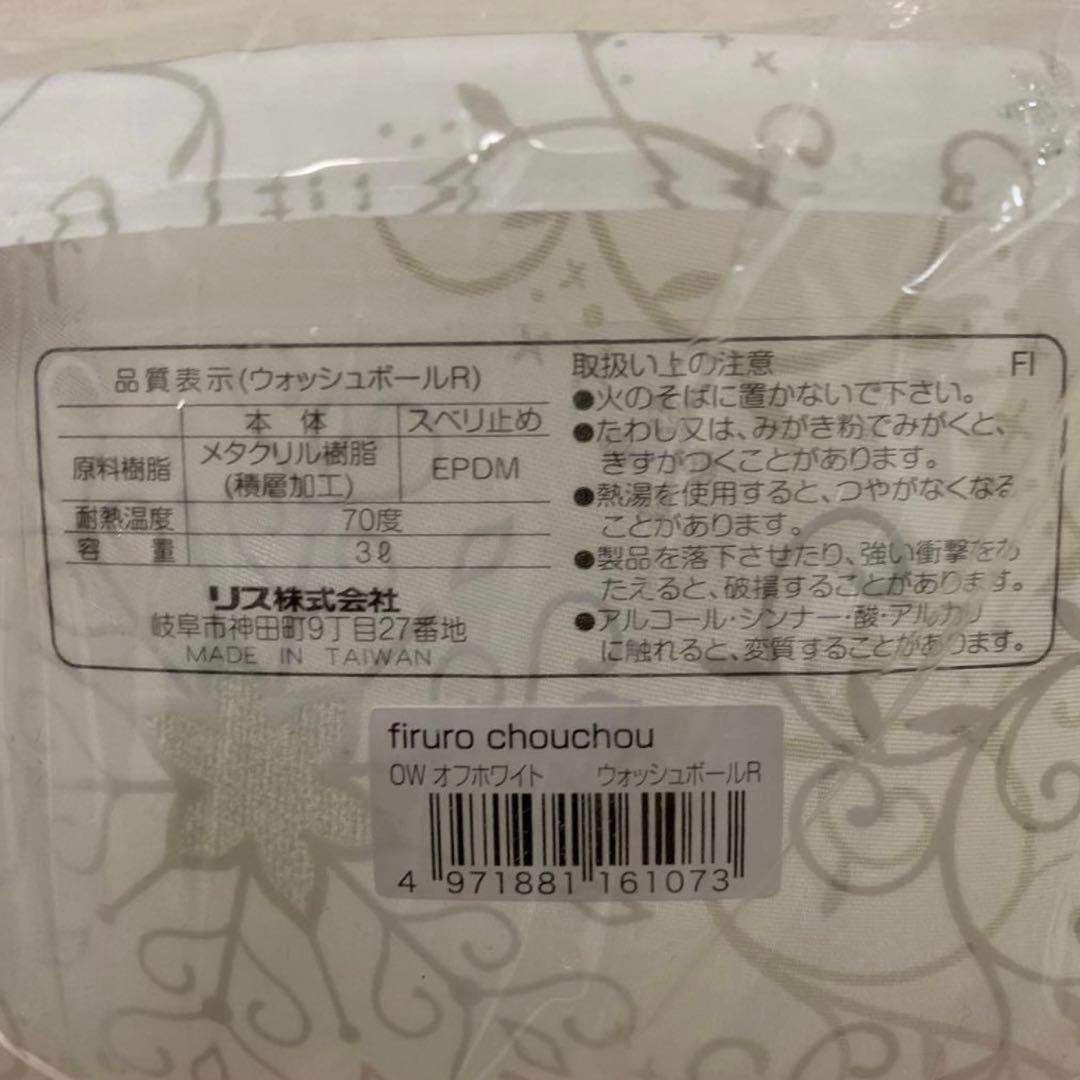 品質表示(ウォッシュボールR)
本体 スベリ止め
原料樹脂 メタクリル樹脂 (積層加工) EPDM
耐熱温度 70度
容量 3ℓ
リス株式会社
岐阜市神田町9丁目27番地
MADE IN TAIWAN
取扱い上の注意 FI
●火のそばに置かないで下さい。
●たわし又は、みがき粉でみがくと、
きずがつくことがあります。
●熱湯を使用すると、つやがなくなる
ことがあります。
●製品を落下させたり、強い衝撃をわ
たえると、破損することがあります。
●アルコール・シンナー・酸・アルカリ
に触れると、変質することがあります。
firuro chouchou
OW オフホワイト ウォッシュボールR
4 971881 161073